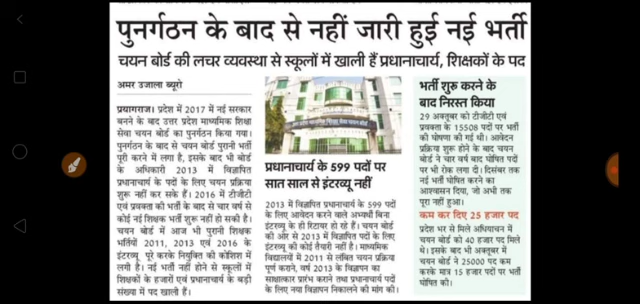 पुनर्गठन के बाद से नहीं जारी हुई नई भर्ती
चयन बोर्ड की लचर व्यवस्था से स्कूलों में खाली हैं प्रधानाचार्य, शिक्षकों के पद
अमर उजाला ब्यूरो
प्रयागराज। प्रदेश में 2017 में नई सरकार
बनने के बाद उत्तर प्रदेश माध्यमिक शिक्षा
सेवा चयन बोर्ड का पुनर्गठन किया गया।
पुनर्गठन के बाद से चयन बोर्ड पुरानी भर्ती
पूरी करने में लगा है, इसके बाद भी बोर्ड
के अधिकारी 2013 में विज्ञापित
प्रधानाचार्य के पदों के लिए चयन प्रक्रिया
शुरू नहीं कर सके हैं। 2016 में टीजीटी
एवं प्रवक्ता की भर्ती के बाद से चार वर्ष से
कोई नई शिक्षक भर्ती शुरू नहीं हो सकी है।
चयन बोर्ड में आज भी पुरानी शिक्षक
भर्तियों 2011, 2013 एवं 2016 के
इंटरव्यू पूरे करके नियुक्ति की कोशिश में
लगी है। नई भर्ती नहीं होने से स्कूलों में
शिक्षकों के हजारों एवं प्रधानाचार्य के बड़ी
संख्या में पद खाली हैं।
प्रधानाचार्य के 599 पदों पर
सात साल से इंटरव्यू नहीं
2013 में विज्ञापित प्रधानाचार्य के 599 पदों
के लिए आवेदन करने वाले अभ्यर्थी बिना
इंटरव्यू के ही रिटायर हो रहे हैं। चयन बोर्ड
की ओर से 2013 में विज्ञापित पदों के लिए
इंटरव्यू की कोई तैयारी नहीं है। माध्यमिक
विद्यालयों में 2011 से लंबित चयन प्रक्रिया
पूर्ण कराने, वर्ष 2013 के विज्ञापन का
साक्षात्कार प्रारंभ कराने तथा प्रधानाचार्य पदों
के लिए नया विज्ञापन निकालने की मांग की।
भर्ती शुरू करने के
बाद निरस्त किया
29 अक्तूबर को टीजीटी एवं
प्रवक्ता के 15508 पदों पर भर्ती
की घोषणा की गई थी। आवेदन
प्रक्रिया शुरू होने के बाद चयन
बोर्ड ने चार वर्ष बाद घोषित पदों
पर भी रोक लगा दी। दिसंबर तक
नई भर्ती घोषित करने का
आश्वासन दिया, जो अभी तक
पूरा नहीं हुआ।
कम कर दिए 25 हजार पद
प्रदेश भर से मिले अधियाचन में
चयन बोर्ड को 40 हजार पद मिले
थे। इसके बाद भी अक्तूबर में
चयन बोर्ड ने 25000 पद कम
करके मात्र 15 हजार पदों पर भर्ती
घोषित की।